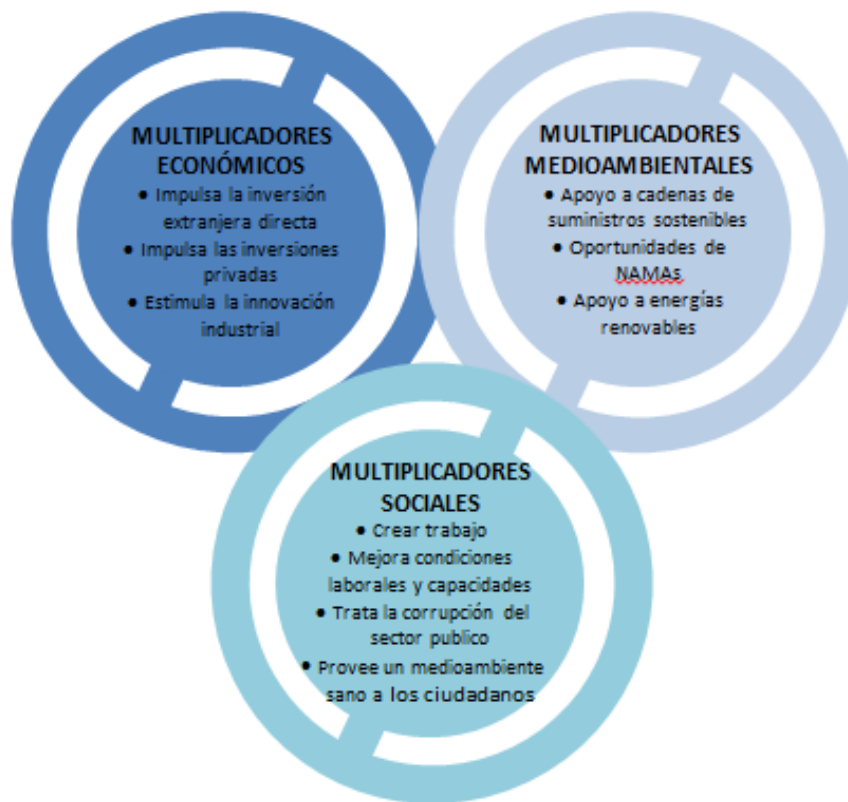 MULTIPLICADORES
ECONÓMICOS
• Impulsa la inversión
extranjera directa
• Impulsa las inversiones
privadas
• Estimula la innovación
industrial
MULTIPLICADORES
MEDIOAMBIENTALES
• Apoyo a cadenas de
suministros sostenibles
• Oportunidades de
NAMAs
• Apoyo a energías
renovables
MULTIPLICADORES
SOCIALES
• Crear trabajo
• Mejora condiciones
laborales y capacidades
• Trata la corrupción del
sector publico
• Provee un medioambiente
sano a los ciudadanos